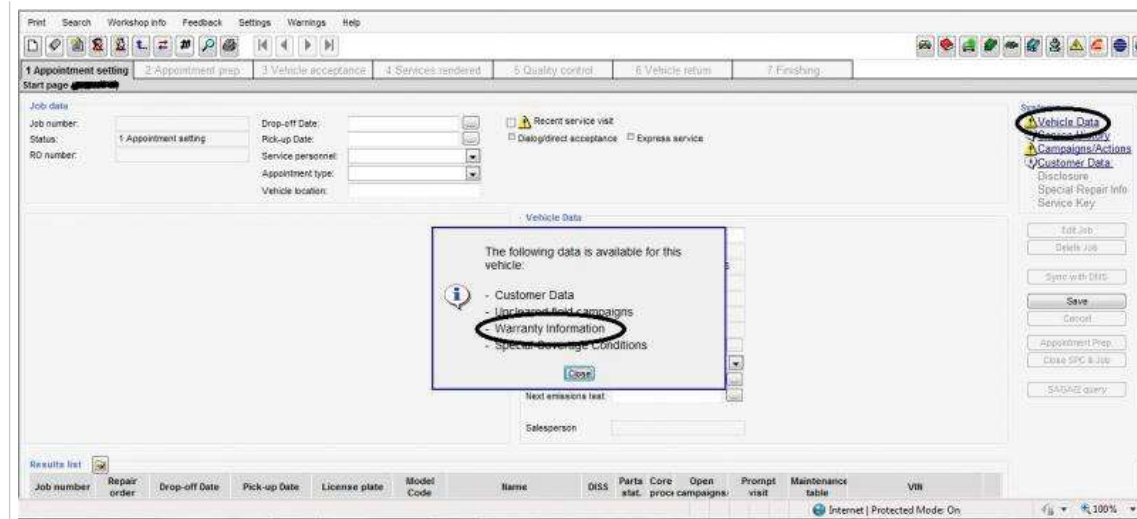 Print Search Workshop info Feedback Settings Warnings Help
1 Appointment setting 2 Appointment prep 3 Vehicle acceptance 4 Services rendered 5 Quality control 6 Vehicle return 7 Finishing
Start page
Job data
Job number:
Status: 1 Appointment setting
RO number:
Drop-off Date:
Pick-up Date:
Service personnel:
Appointment type:
Vehicle location:
Recent service visit
Dialog/direct acceptance Express service
Vehicle Data
Service History
Campaigns/Actions
Customer Data
Disclosure
Special Repair Info
Service Key
Edit Job
Delete Job
Sync with DMS
Save
Cancel
Appointment Prep
Close SPC & Job
SAGA/2 query
Vehicle Data
The following data is available for this
vehicle:
- Customer Data
- Uncleared field campaigns
- Warranty Information
- Special Coverage Conditions
Close
Next emissions test
Salesperson
Results list
Job number Repair order Drop-off Date Pick-up Date License plate Model Code Name DISS Parts stat. Core Open campaigns/ Prompt visit Maintenance table VIN
Internet | Protected Mode: On 100%